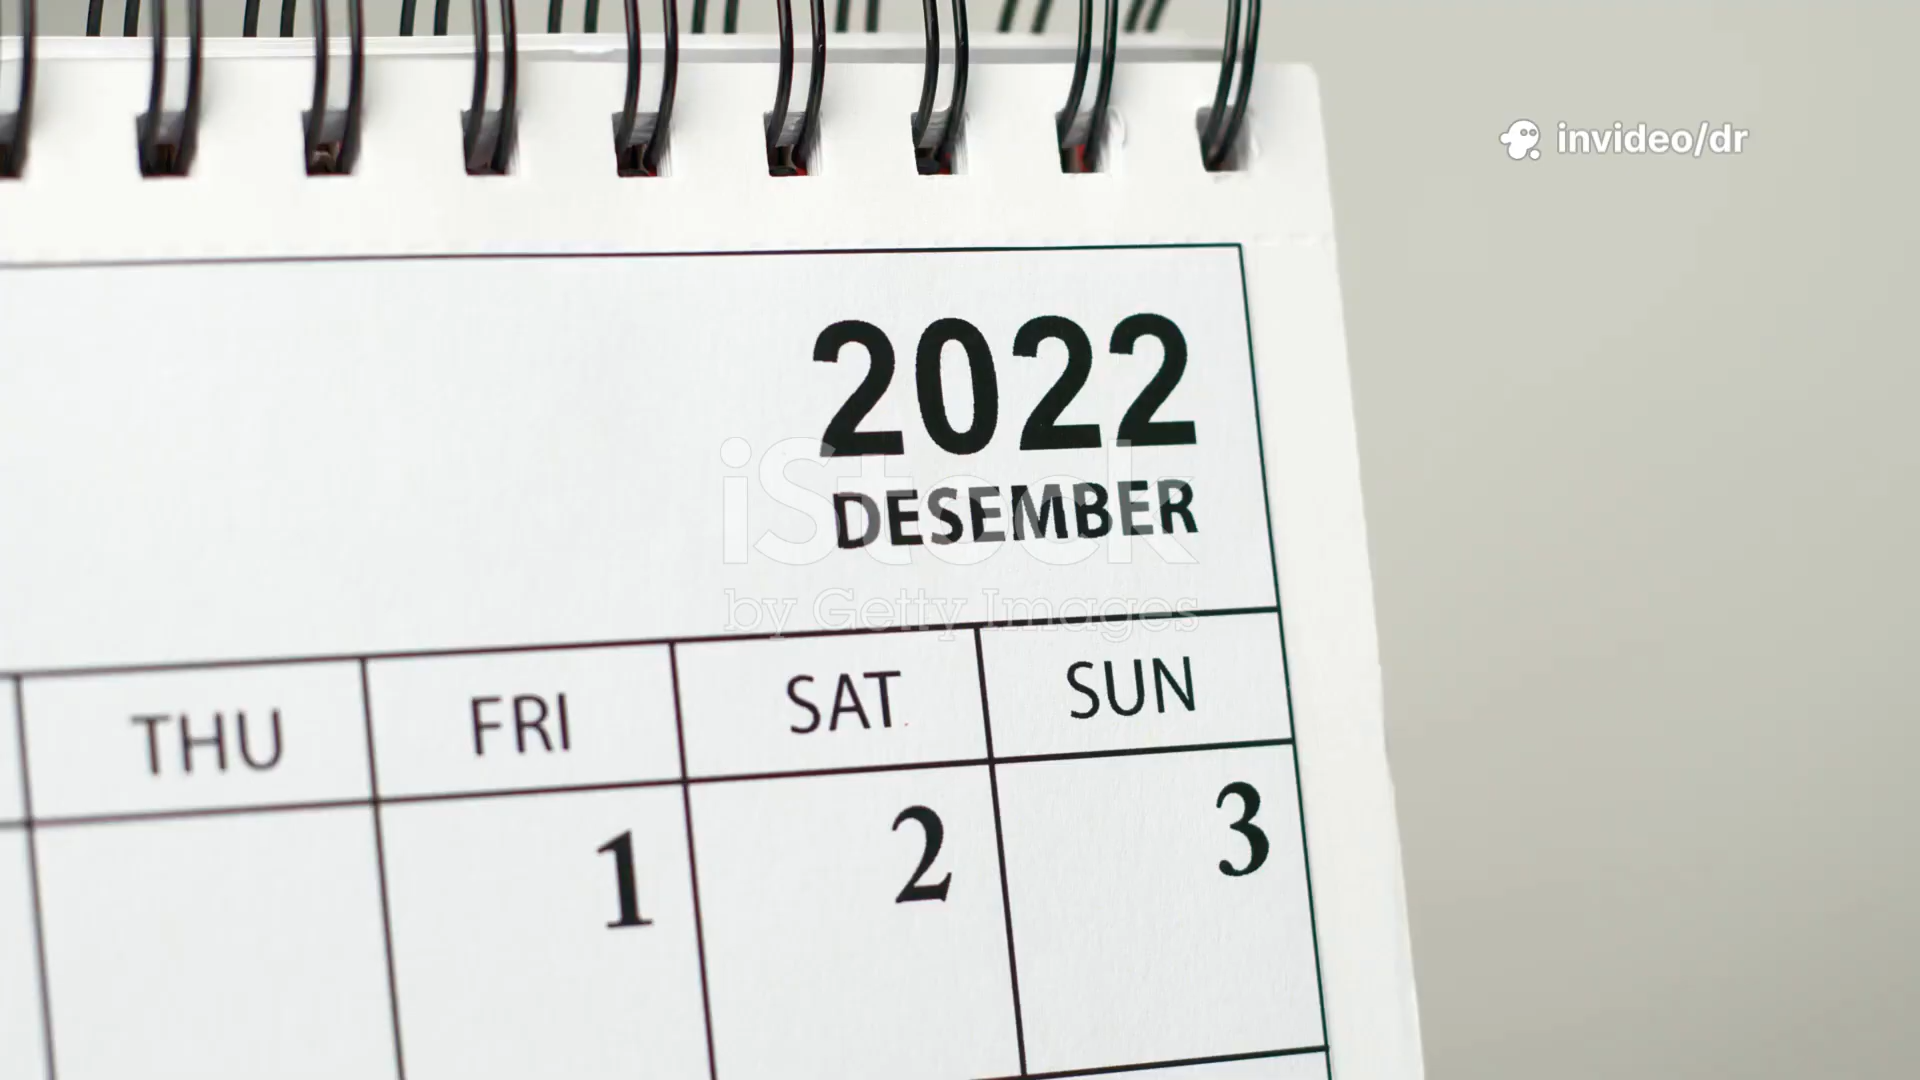 invideo/dr
2022
DESEMBER
iStock
by Getty Images
THU FRI SAT SUN
1 2 3